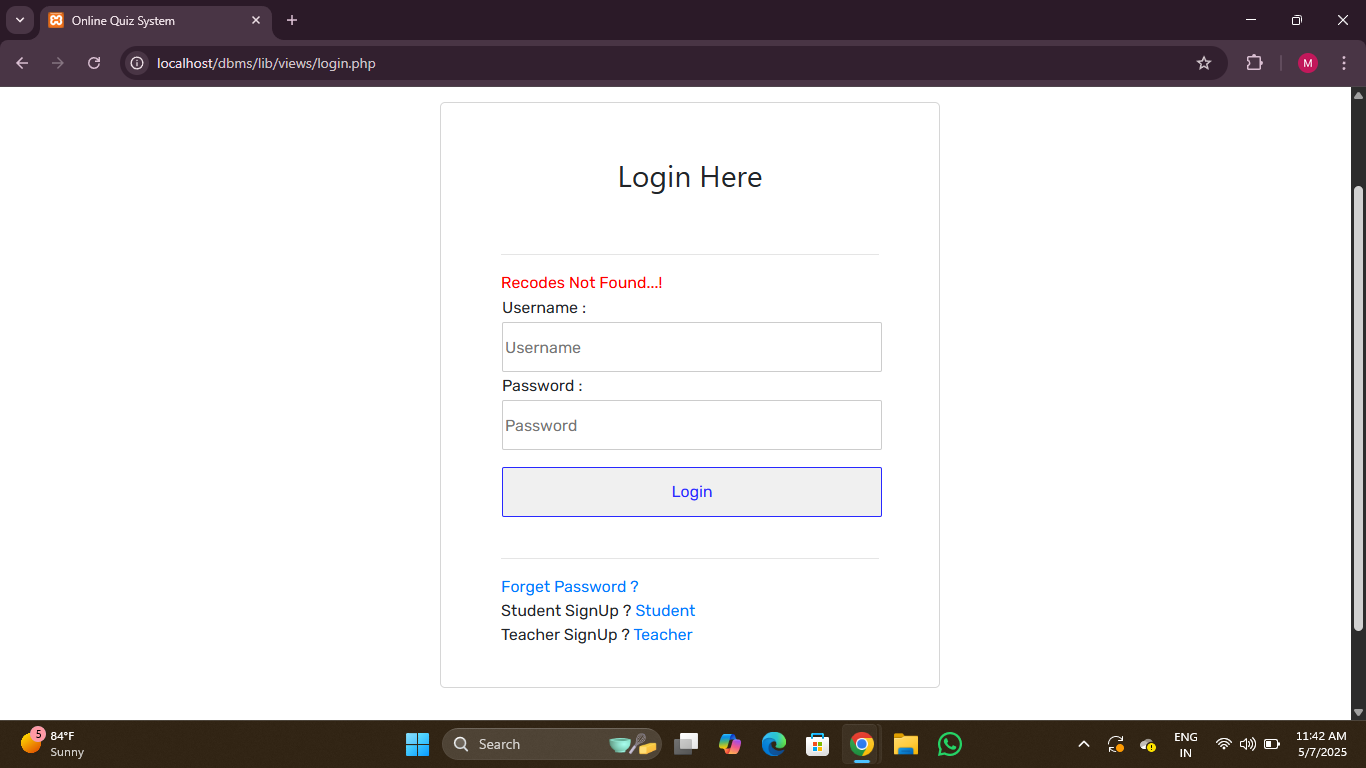 Online Quiz System
localhost/dbms/lib/views/login.php
M
Login Here
Recodes Not Found...!
Username :
Username
Password :
Password
Login
Forget Password ?
Student SignUp ? Student
Teacher SignUp ? Teacher
5
84°F
Sunny
Search
ENG
IN
11:42 AM
5/7/2025